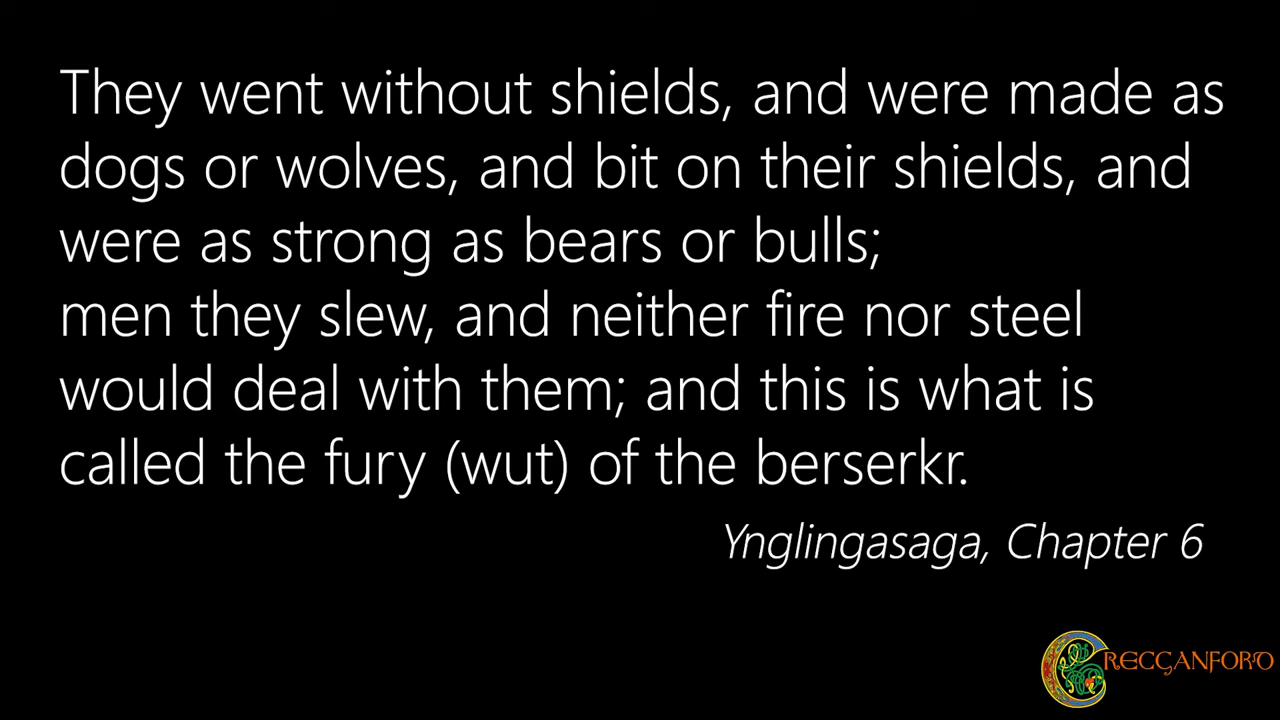 They went without shields, and were made as
dogs or wolves, and bit on their shields, and
were as strong as bears or bulls;
men they slew, and neither fire nor steel
would deal with them; and this is what is
called the fury (wut) of the berserkr.
Ynglingasaga, Chapter 6
CRECGANFORD